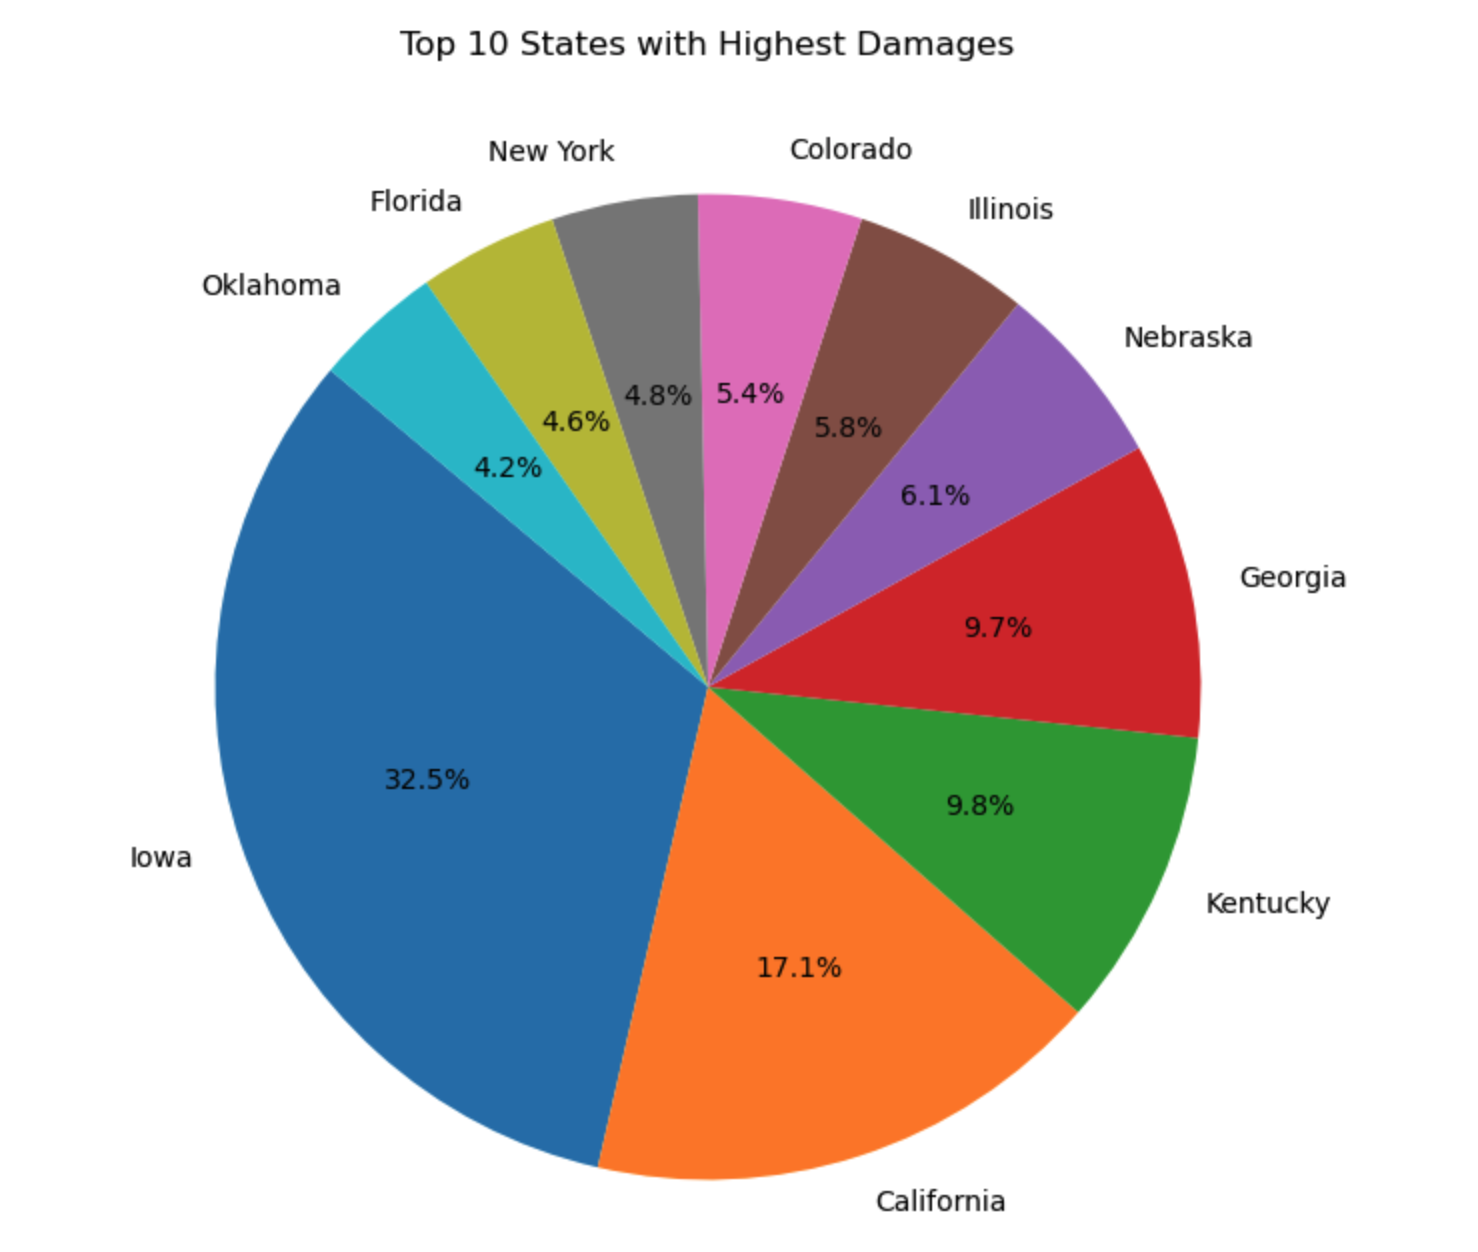 Top 10 States with Highest Damages
New York
Colorado
Florida
Illinois
Oklahoma
Nebraska
4.8%
5.4%
4.6%
5.8%
4.2%
6.1%
Georgia
9.7%
32.5%
9.8%
Iowa
Kentucky
17.1%
California